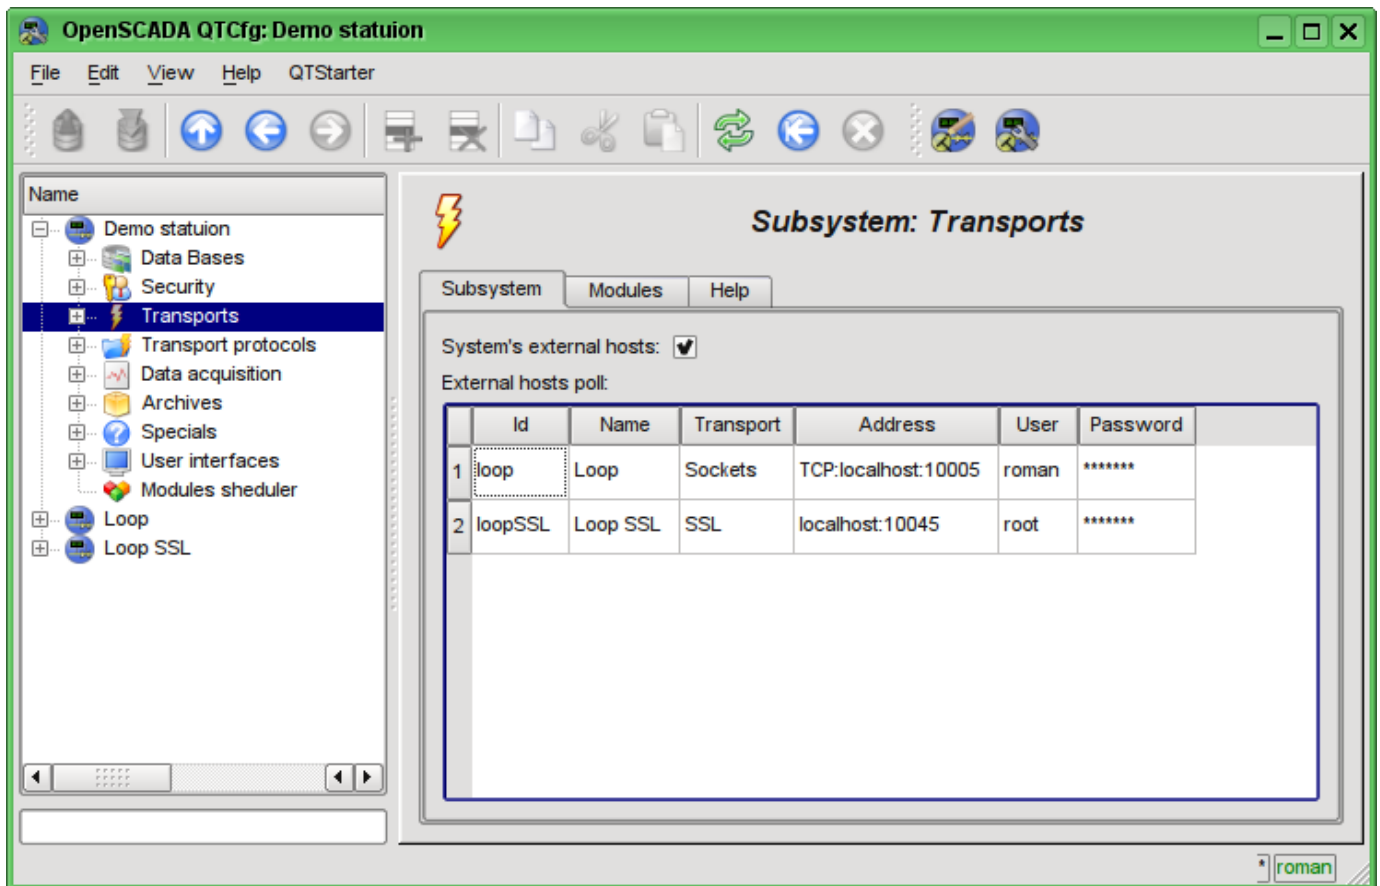 OpenSCADA QTCfg: Demo statuion
File Edit View Help QTStarter
Name
Demo statuion
Data Bases
Security
Transports
Transport protocols
Data acquisition
Archives
Specials
User interfaces
Modules sheduler
Loop
Loop SSL
Subsystem: Transports
Subsystem Modules Help
System's external hosts:
External hosts poll:
Id Name Transport Address User Password
1 loop Loop Sockets TCP:localhost:10005 roman *******
2 loopSSL Loop SSL SSL localhost:10045 root *******
* roman